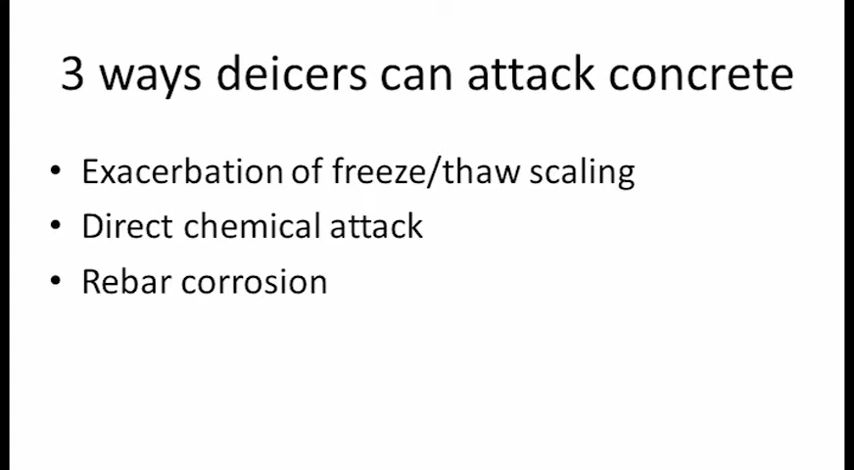 3 ways deicers can attack concrete
• Exacerbation of freeze/thaw scaling
• Direct chemical attack
• Rebar corrosion